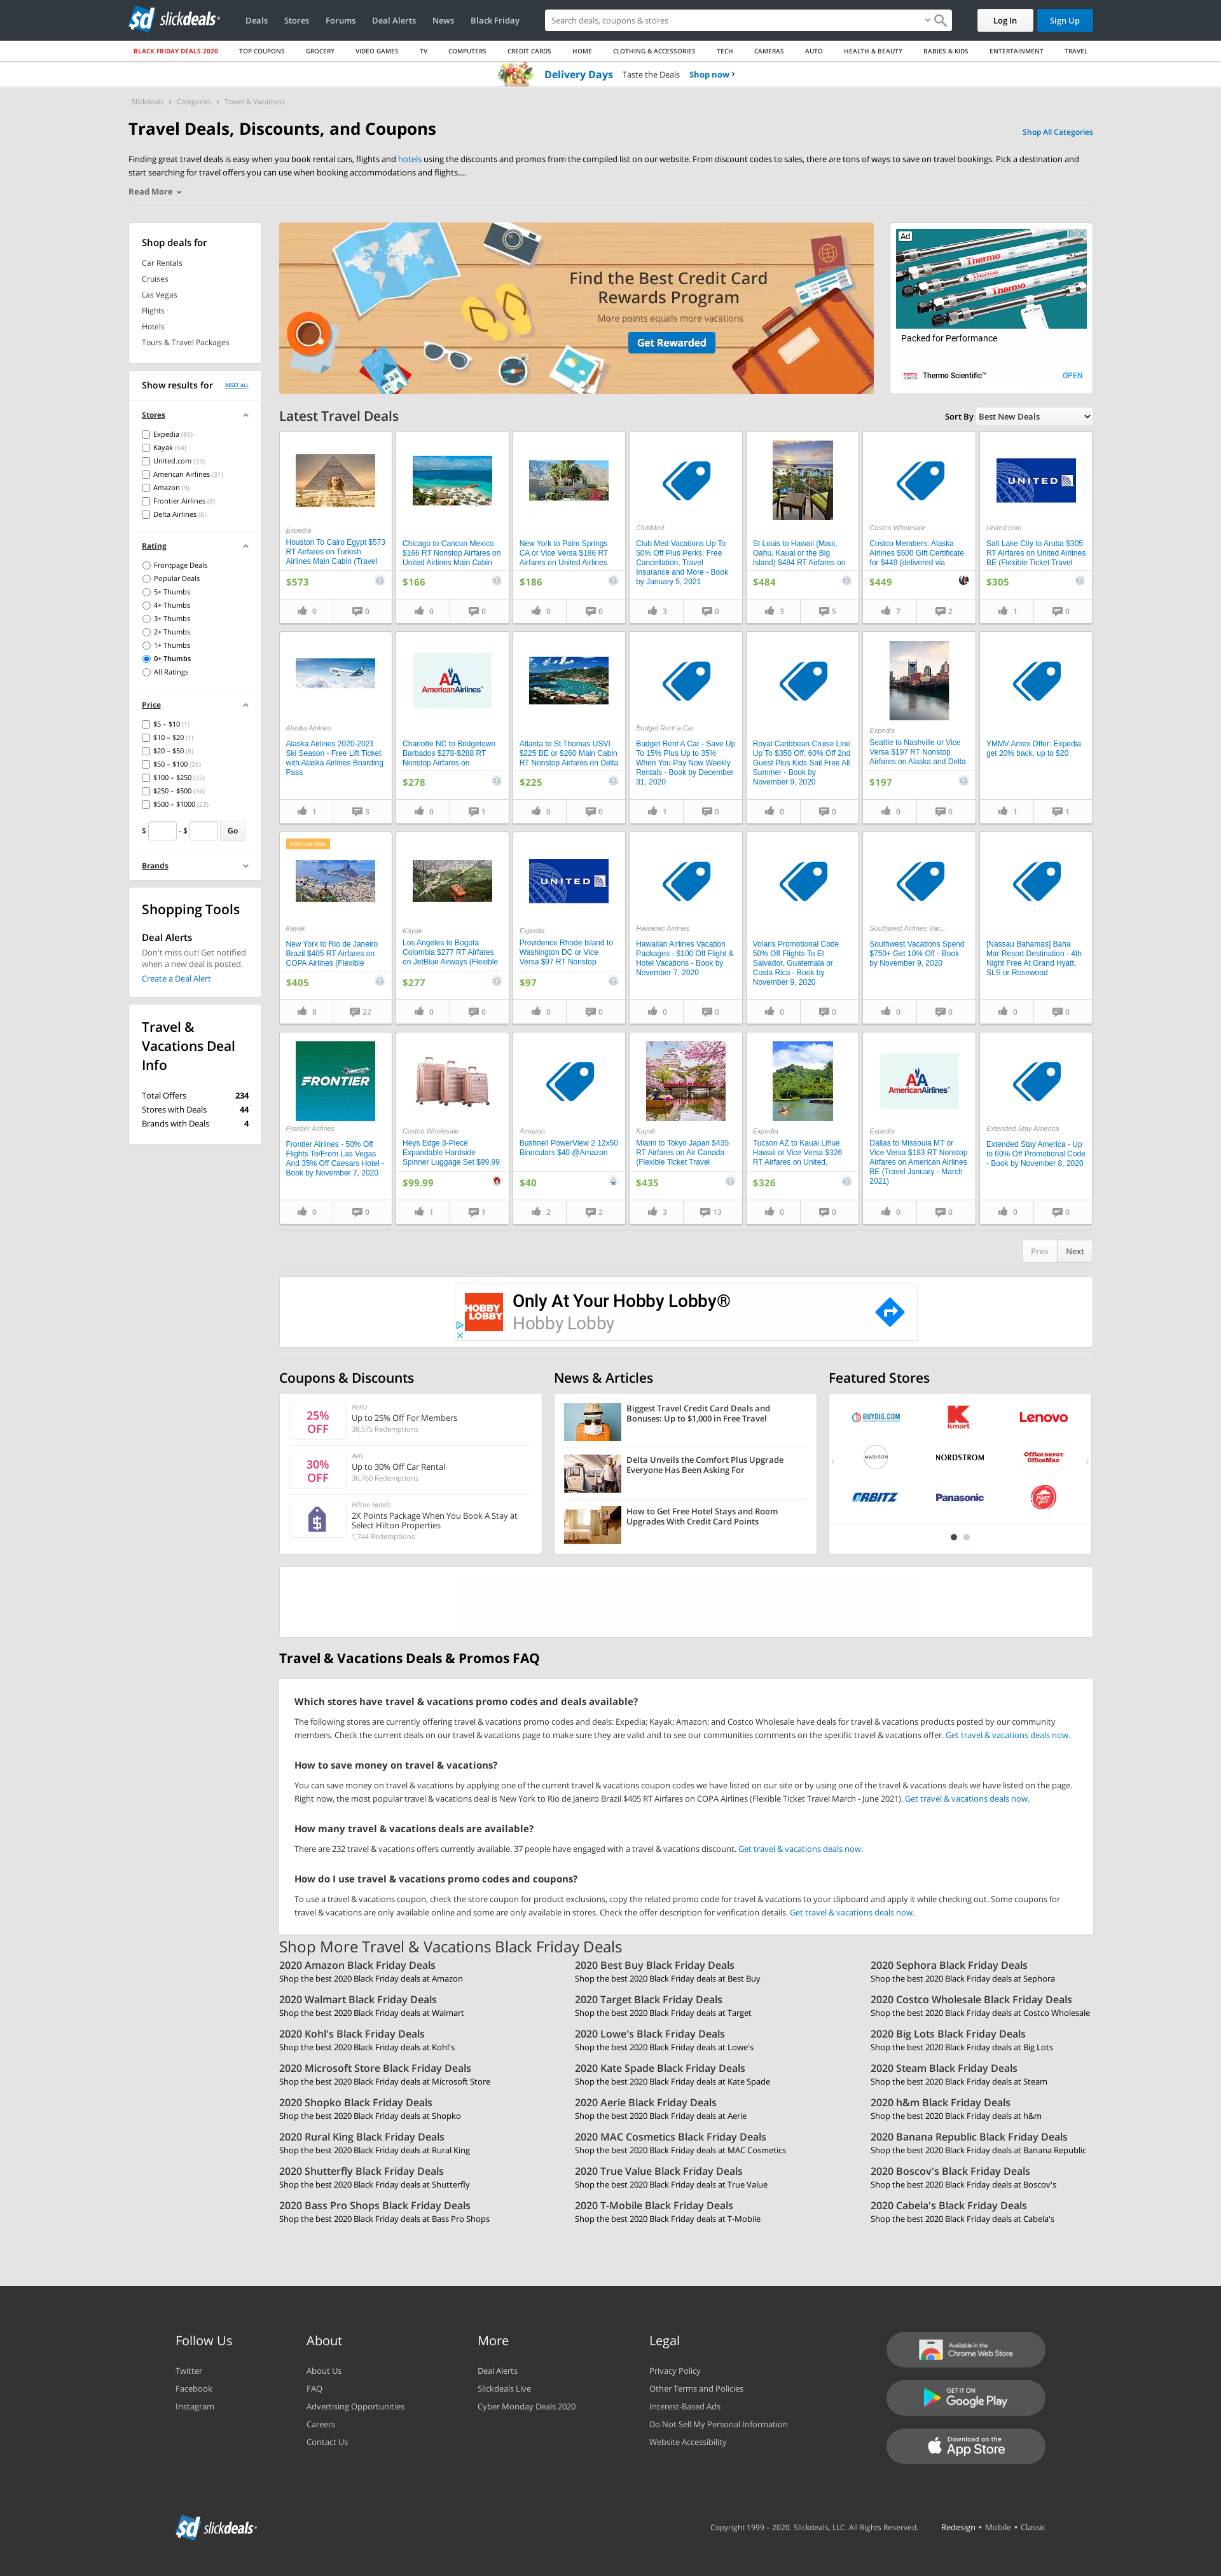 slickdeals
Deals Stores Forums Deal Alerts News Black Friday
Search deals, coupons & stores
Log In
Sign Up
BLACK FRIDAY DEALS 2020 TOP COUPONS GROCERY VIDEO GAMES TV COMPUTERS CREDIT CARDS HOME CLOTHING & ACCESSORIES TECH CAMERAS AUTO HEALTH & BEAUTY BABIES & KIDS ENTERTAINMENT TRAVEL
Delivery Days Taste the Deals Shop now ›
Slickdeals › Categories › Travel & Vacations
Travel Deals, Discounts, and Coupons
Shop All Categories
Finding great travel deals is easy when you book rental cars, flights and hotels using the discounts and promos from the compiled list on our website. From discount codes to sales, there are tons of ways to save on travel bookings. Pick a destination and
start searching for travel offers you can use when booking accommodations and flights....
Read More
Shop deals for
Car Rentals
Cruises
Las Vegas
Flights
Hotels
Tours & Travel Packages
Show results for RESET ALL
Stores
Expedia (86)
Kayak (64)
United.com (33)
American Airlines (31)
Amazon (9)
Frontier Airlines (8)
Delta Airlines (6)
Rating
Frontpage Deals
Popular Deals
5+ Thumbs
4+ Thumbs
3+ Thumbs
2+ Thumbs
1+ Thumbs
0+ Thumbs
All Ratings
Price
$5 – $10 (1)
$10 – $20 (1)
$20 – $50 (8)
$50 – $100 (26)
$100 – $250 (35)
$250 – $500 (34)
$500 – $1000 (23)
$ - $ Go
Brands
Shopping Tools
Deal Alerts
Don't miss out! Get notified
when a new deal is posted.
Create a Deal Alert
Travel &
Vacations Deal
Info
Total Offers 234
Stores with Deals 44
Brands with Deals 4
Find the Best Credit Card
Rewards Program
More points equals more vacations
Get Rewarded
PASSPORT
Ad
Thermo
Thermo
Thermo
Packed for Performance
Thermo Scientific™ OPEN
Latest Travel Deals
Sort By Best New Deals
Expedia
Houston To Cairo Egypt $573
RT Airfares on Turkish
Airlines Main Cabin (Travel
$573
0 0
Chicago to Cancun Mexico
$166 RT Nonstop Airfares on
United Airlines Main Cabin
$166
0 0
New York to Palm Springs
CA or Vice Versa $186 RT
Airfares on United Airlines
$186
0 0
ClubMed
Club Med Vacations Up To
50% Off Plus Perks, Free
Cancellation, Travel
Insurance and More - Book
by January 5, 2021
3 0
St Louis to Hawaii (Maui,
Oahu, Kauai or the Big
Island) $484 RT Airfares on
$484
3 5
Costco Wholesale
Costco Members: Alaska
Airlines $500 Gift Certificate
for $449 (delivered via
$449
7 2
UNITED
United.com
Salt Lake City to Aruba $305
RT Airfares on United Airlines
BE (Flexible Ticket Travel
$305
1 0
Alaska Airlines
Alaska Airlines 2020-2021
Ski Season - Free Lift Ticket
with Alaska Airlines Boarding
Pass
1 3
AmericanAirlines
Charlotte NC to Bridgetown
Barbados $278-$288 RT
Nonstop Airfares on
$278
0 1
Atlanta to St Thomas USVI
$225 BE or $260 Main Cabin
RT Nonstop Airfares on Delta
$225
0 0
Budget Rent a Car
Budget Rent A Car - Save Up
To 15% Plus Up to 35%
When You Pay Now Weekly
Rentals - Book by December
31, 2020
1 0
Royal Caribbean Cruise Line
Up To $350 Off, 60% Off 2nd
Guest Plus Kids Sail Free All
Summer - Book by
November 9, 2020
0 0
Expedia
Seattle to Nashville or Vice
Versa $197 RT Nonstop
Airfares on Alaska and Delta
$197
0 0
YMMV Amex Offer: Expedia
get 20% back, up to $20
1 1
POPULAR DEAL
Kayak
New York to Rio de Janeiro
Brazil $405 RT Airfares on
COPA Airlines (Flexible
$405
8 22
Kayak
Los Angeles to Bogota
Colombia $277 RT Airfares
on JetBlue Airways (Flexible
$277
0 0
UNITED
Expedia
Providence Rhode Island to
Washington DC or Vice
Versa $97 RT Nonstop
$97
0 0
Hawaiian Airlines
Hawaiian Airlines Vacation
Packages - $100 Off Flight &
Hotel Vacations - Book by
November 7, 2020
0 0
Volaris Promotional Code
50% Off Flights To El
Salvador, Guatemala or
Costa Rica - Book by
November 9, 2020
0 0
Southwest Airlines Vac...
Southwest Vacations Spend
$750+ Get 10% Off - Book
by November 9, 2020
0 0
[Nassau Bahamas] Baha
Mar Resort Destination - 4th
Night Free At Grand Hyatt,
SLS or Rosewood
0 0
FRONTIER
Frontier Airlines
Frontier Airlines - 50% Off
Flights To/From Las Vegas
And 35% Off Caesars Hotel -
Book by November 7, 2020
0 0
Costco Wholesale
Heys Edge 3-Piece
Expandable Hardside
Spinner Luggage Set $99.99
$99.99
1 1
Amazon
Bushnell PowerView 2 12x50
Binoculars $40 @Amazon
$40
2 2
Kayak
Miami to Tokyo Japan $435
RT Airfares on Air Canada
(Flexible Ticket Travel
$435
3 13
Expedia
Tucson AZ to Kauai Lihue
Hawaii or Vice Versa $326
RT Airfares on United,
$326
0 0
AmericanAirlines
Expedia
Dallas to Missoula MT or
Vice Versa $183 RT Nonstop
Airfares on American Airlines
BE (Travel January - March
2021)
0 0
Extended Stay America
Extended Stay America - Up
to 60% Off Promotional Code
- Book by November 8, 2020
0 0
Prev Next
HOBBY LOBBY
Only At Your Hobby Lobby®
Hobby Lobby
Coupons & Discounts
25% OFF
Hertz
Up to 25% Off For Members
38,575 Redemptions
30% OFF
Avis
Up to 30% Off Car Rental
36,760 Redemptions
Hilton Hotels
2X Points Package When You Book A Stay at
Select Hilton Properties
1,744 Redemptions
News & Articles
Biggest Travel Credit Card Deals and
Bonuses: Up to $1,000 in Free Travel
Delta Unveils the Comfort Plus Upgrade
Everyone Has Been Asking For
How to Get Free Hotel Stays and Room
Upgrades With Credit Card Points
Featured Stores
BUYDIG.COM kmart Lenovo
MADISON NORDSTROM Office DEPOT OfficeMax
ORBITZ Panasonic Pizza Hut
Travel & Vacations Deals & Promos FAQ
Which stores have travel & vacations promo codes and deals available?
The following stores are currently offering travel & vacations promo codes and deals: Expedia; Kayak; Amazon; and Costco Wholesale have deals for travel & vacations products posted by our community
members. Check the current deals on our travel & vacations page to make sure they are valid and to see our communities comments on the specific travel & vacations offer. Get travel & vacations deals now.
How to save money on travel & vacations?
You can save money on travel & vacations by applying one of the current travel & vacations coupon codes we have listed on our site or by using one of the travel & vacations deals we have listed on the page.
Right now, the most popular travel & vacations deal is New York to Rio de Janeiro Brazil $405 RT Airfares on COPA Airlines (Flexible Ticket Travel March - June 2021). Get travel & vacations deals now.
How many travel & vacations deals are available?
There are 232 travel & vacations offers currently available. 37 people have engaged with a travel & vacations discount. Get travel & vacations deals now.
How do I use travel & vacations promo codes and coupons?
To use a travel & vacations coupon, check the store coupon for product exclusions, copy the related promo code for travel & vacations to your clipboard and apply it while checking out. Some coupons for
travel & vacations are only available online and some are only available in stores. Check the offer description for verification details. Get travel & vacations deals now.
Shop More Travel & Vacations Black Friday Deals
2020 Amazon Black Friday Deals
Shop the best 2020 Black Friday deals at Amazon
2020 Best Buy Black Friday Deals
Shop the best 2020 Black Friday deals at Best Buy
2020 Sephora Black Friday Deals
Shop the best 2020 Black Friday deals at Sephora
2020 Walmart Black Friday Deals
Shop the best 2020 Black Friday deals at Walmart
2020 Target Black Friday Deals
Shop the best 2020 Black Friday deals at Target
2020 Costco Wholesale Black Friday Deals
Shop the best 2020 Black Friday deals at Costco Wholesale
2020 Kohl's Black Friday Deals
Shop the best 2020 Black Friday deals at Kohl's
2020 Lowe's Black Friday Deals
Shop the best 2020 Black Friday deals at Lowe's
2020 Big Lots Black Friday Deals
Shop the best 2020 Black Friday deals at Big Lots
2020 Microsoft Store Black Friday Deals
Shop the best 2020 Black Friday deals at Microsoft Store
2020 Kate Spade Black Friday Deals
Shop the best 2020 Black Friday deals at Kate Spade
2020 Steam Black Friday Deals
Shop the best 2020 Black Friday deals at Steam
2020 Shopko Black Friday Deals
Shop the best 2020 Black Friday deals at Shopko
2020 Aerie Black Friday Deals
Shop the best 2020 Black Friday deals at Aerie
2020 h&m Black Friday Deals
Shop the best 2020 Black Friday deals at h&m
2020 Rural King Black Friday Deals
Shop the best 2020 Black Friday deals at Rural King
2020 MAC Cosmetics Black Friday Deals
Shop the best 2020 Black Friday deals at MAC Cosmetics
2020 Banana Republic Black Friday Deals
Shop the best 2020 Black Friday deals at Banana Republic
2020 Shutterfly Black Friday Deals
Shop the best 2020 Black Friday deals at Shutterfly
2020 True Value Black Friday Deals
Shop the best 2020 Black Friday deals at True Value
2020 Boscov's Black Friday Deals
Shop the best 2020 Black Friday deals at Boscov's
2020 Bass Pro Shops Black Friday Deals
Shop the best 2020 Black Friday deals at Bass Pro Shops
2020 T-Mobile Black Friday Deals
Shop the best 2020 Black Friday deals at T-Mobile
2020 Cabela's Black Friday Deals
Shop the best 2020 Black Friday deals at Cabela's
Follow Us
Twitter
Facebook
Instagram
About
About Us
FAQ
Advertising Opportunities
Careers
Contact Us
More
Deal Alerts
Slickdeals Live
Cyber Monday Deals 2020
Legal
Privacy Policy
Other Terms and Policies
Interest-Based Ads
Do Not Sell My Personal Information
Website Accessibility
Available in the
Chrome Web Store
GET IT ON
Google Play
Download on the
App Store
slickdeals
Copyright 1999 – 2020. Slickdeals, LLC. All Rights Reserved.
Redesign • Mobile • Classic